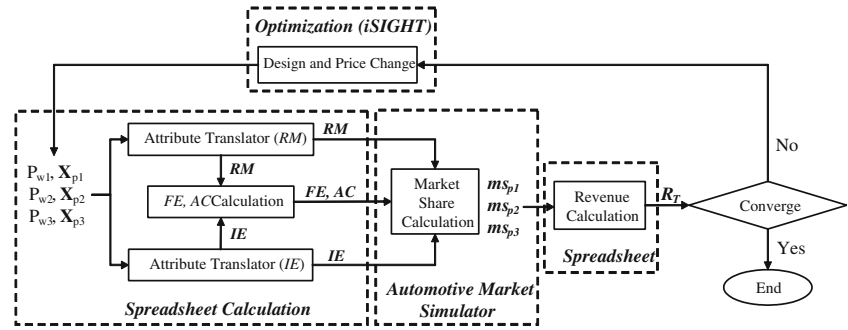 Optimization (iSIGHT)
Design and Price Change
P_w1, X_p1
P_w2, X_p2
P_w3, X_p3
Attribute Translator (RM)
RM
RM
FE, ACCalculation
FE, AC
IE
Attribute Translator (IE)
IE
Spreadsheet Calculation
Market
Share
Calculation
Automotive Market
Simulator
ms_p1
ms_p2
ms_p3
Revenue
Calculation
Spreadsheet
R_T
No
Converge
Yes
End